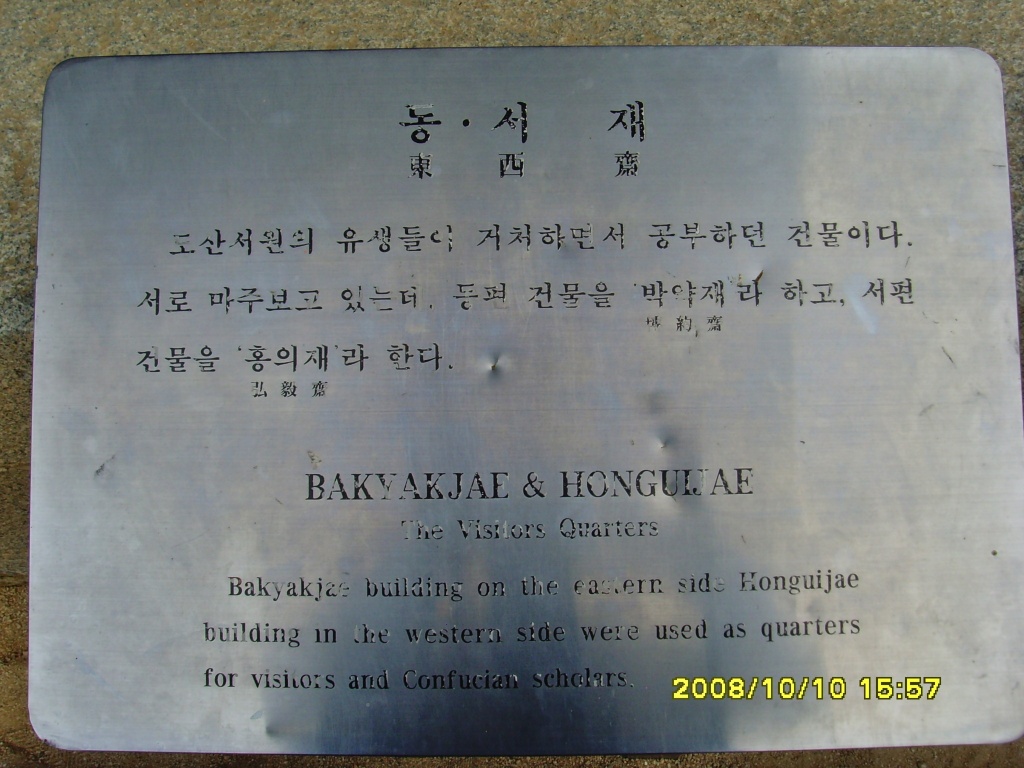 동·서 재
東 西 齋
도산서원의 유생들이 거처하면서 공부하던 건물이다.
서로 마주보고 있는데, 동편 건물을 '박약재'라 하고, 서편
博約齋
건물을 '홍의재'라 한다.
弘毅齋
BAKYAKJAE & HONGUIJAE
The Visitors Quarters
Bakyakjae building on the eastern side Honguijae
building in the western side were used as quarters
for visitors and Confucian scholars.
2008/10/10 15:57